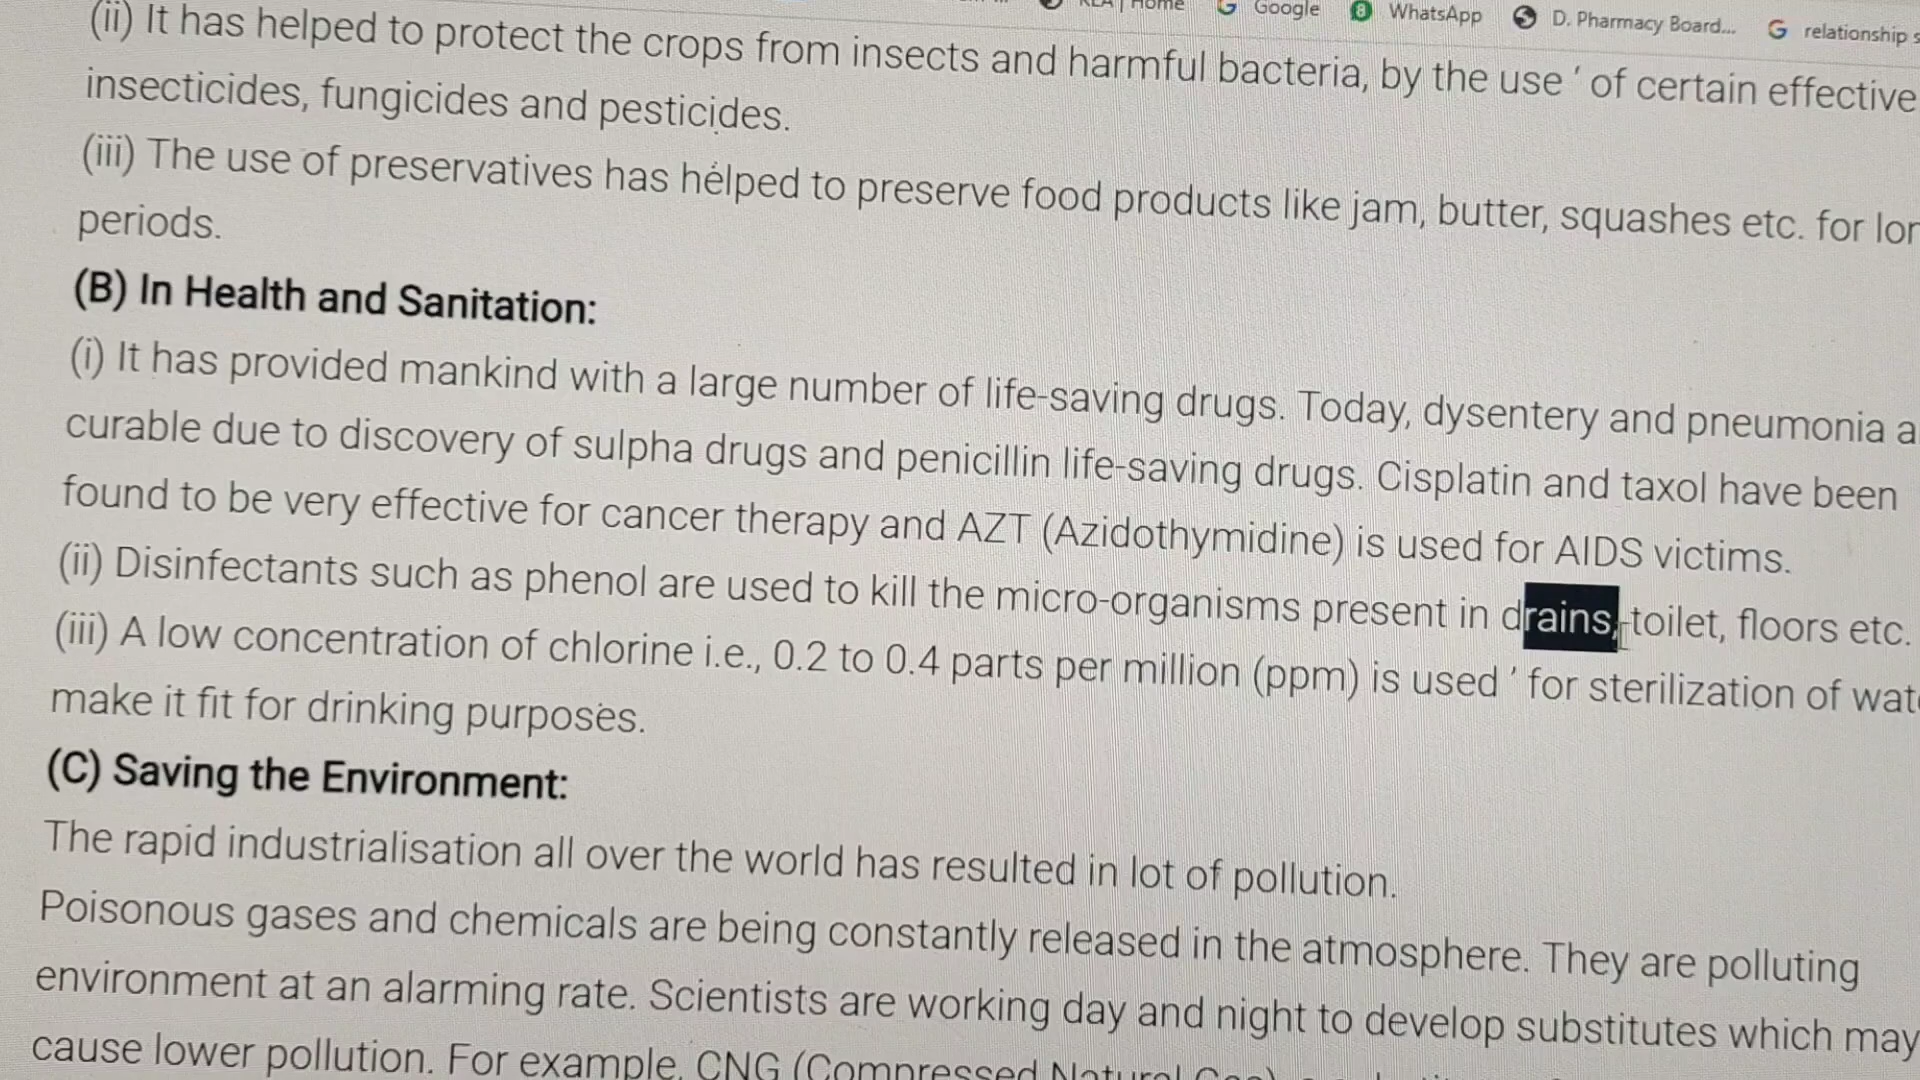 Home
Google
WhatsApp
D. Pharmacy Board...
relationship s
(ii) It has helped to protect the crops from insects and harmful bacteria, by the use ' of certain effective
insecticides, fungicides and pesticides.
(iii) The use of preservatives has helped to preserve food products like jam, butter, squashes etc. for lon
periods.
(B) In Health and Sanitation:
(i) It has provided mankind with a large number of life-saving drugs. Today, dysentery and pneumonia a
curable due to discovery of sulpha drugs and penicillin life-saving drugs. Cisplatin and taxol have been
found to be very effective for cancer therapy and AZT (Azidothymidine) is used for AIDS victims.
(ii) Disinfectants such as phenol are used to kill the micro-organisms present in drains, toilet, floors etc.
(iii) A low concentration of chlorine i.e., 0.2 to 0.4 parts per million (ppm) is used ' for sterilization of wate
make it fit for drinking purposes.
(C) Saving the Environment:
The rapid industrialisation all over the world has resulted in lot of pollution.
Poisonous gases and chemicals are being constantly released in the atmosphere. They are polluting
environment at an alarming rate. Scientists are working day and night to develop substitutes which may
cause lower pollution. For example, CNG (Compressed Natural Gas)